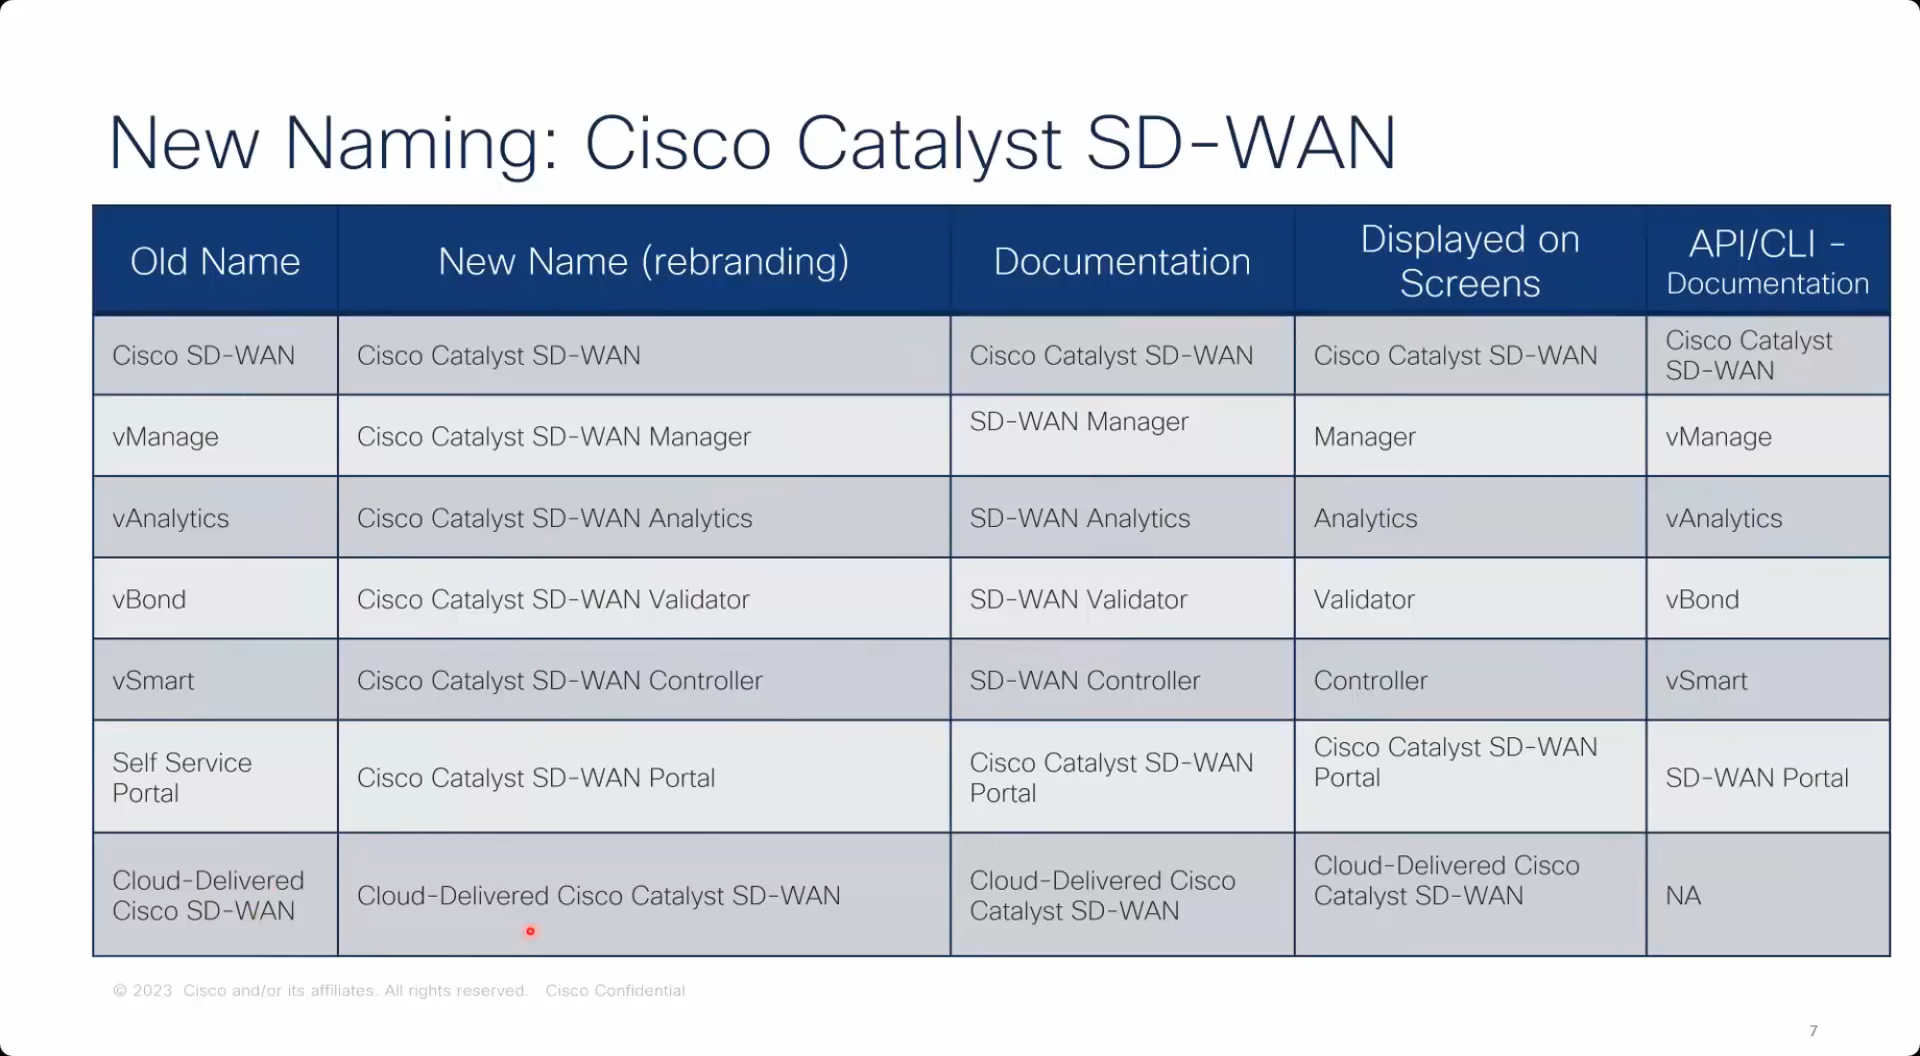 New Naming: Cisco Catalyst SD-WAN
Old Name
New Name (rebranding)
Documentation
Displayed on
Screens
API/CLI -
Documentation
Cisco SD-WAN
Cisco Catalyst SD-WAN
Cisco Catalyst SD-WAN
Cisco Catalyst SD-WAN
Cisco Catalyst
SD-WAN
vManage
Cisco Catalyst SD-WAN Manager
SD-WAN Manager
Manager
vManage
vAnalytics
Cisco Catalyst SD-WAN Analytics
SD-WAN Analytics
Analytics
vAnalytics
vBond
Cisco Catalyst SD-WAN Validator
SD-WAN Validator
Validator
vBond
vSmart
Cisco Catalyst SD-WAN Controller
SD-WAN Controller
Controller
vSmart
Self Service
Portal
Cisco Catalyst SD-WAN Portal
Cisco Catalyst SD-WAN
Portal
Cisco Catalyst SD-WAN
Portal
SD-WAN Portal
Cloud-Delivered
Cisco SD-WAN
Cloud-Delivered Cisco Catalyst SD-WAN
Cloud-Delivered Cisco
Catalyst SD-WAN
Cloud-Delivered Cisco
Catalyst SD-WAN
NA
© 2023 Cisco and/or its affiliates. All rights reserved. Cisco Confidential
7